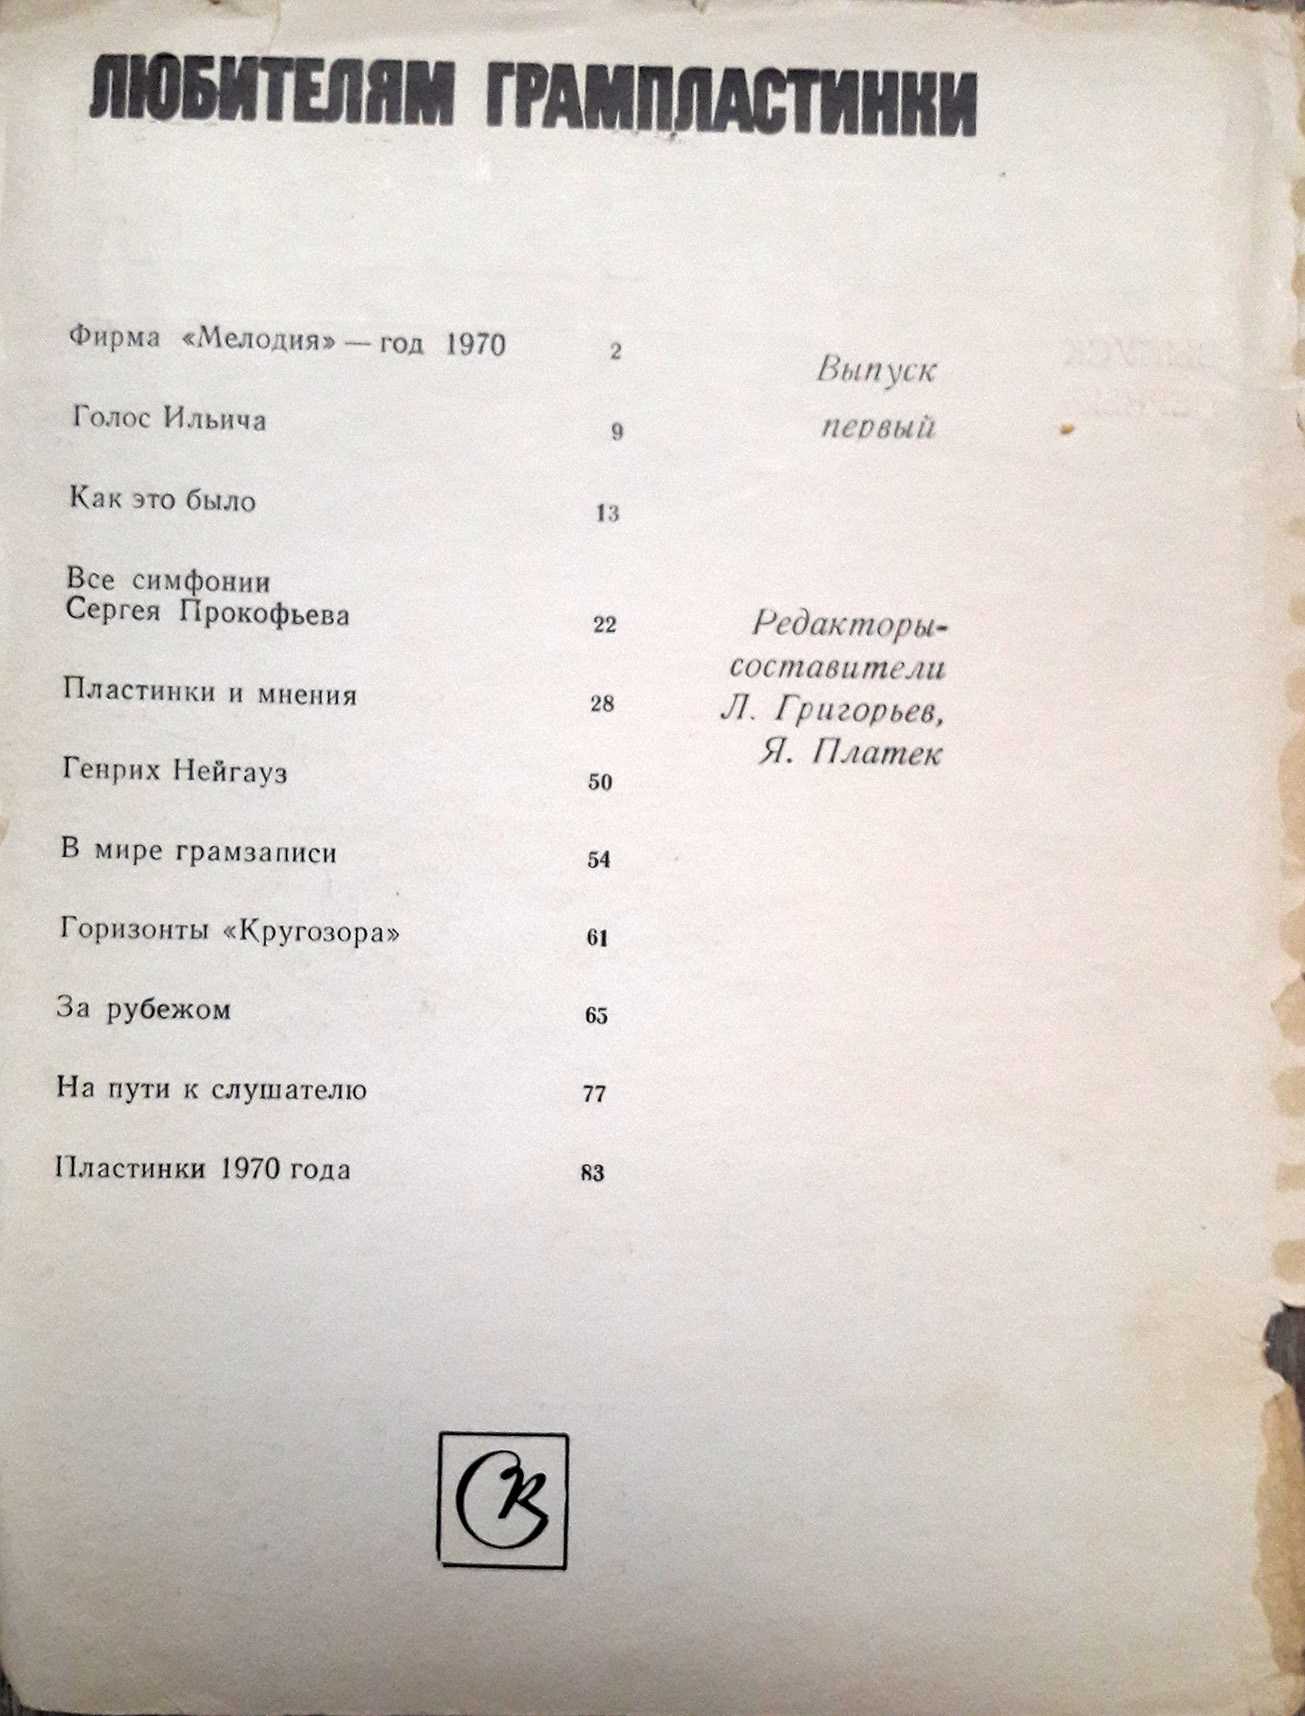 ЛЮБИТЕЛЯМ ГРАМПЛАСТИНКИ
Фирма «Мелодия» — год 1970 2
Голос Ильича 9
Как это было 13
Все симфонии
Сергея Прокофьева 22
Пластинки и мнения 28
Генрих Нейгауз 50
В мире грамзаписи 54
Горизонты «Кругозора» 61
За рубежом 65
На пути к слушателю 77
Пластинки 1970 года 83
Выпуск
первый
Редакторы-
составители
Л. Григорьев,
Я. Платек